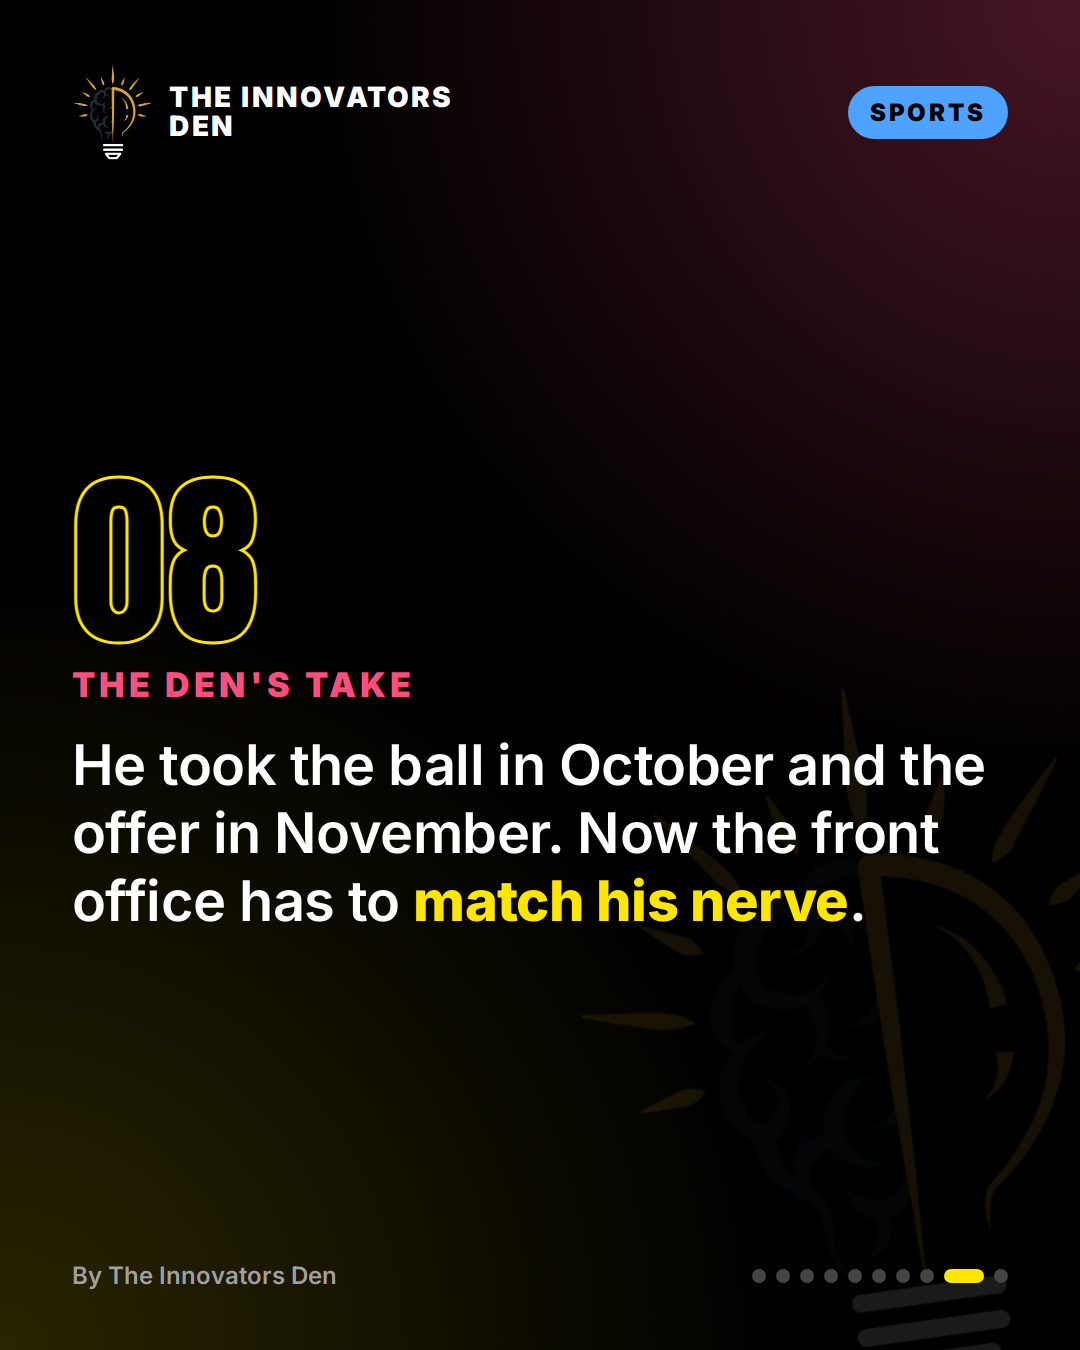 THE INNOVATORS
DEN
SPORTS
08
THE DEN'S TAKE
He took the ball in October and the
offer in November. Now the front
office has to match his nerve.
By The Innovators Den